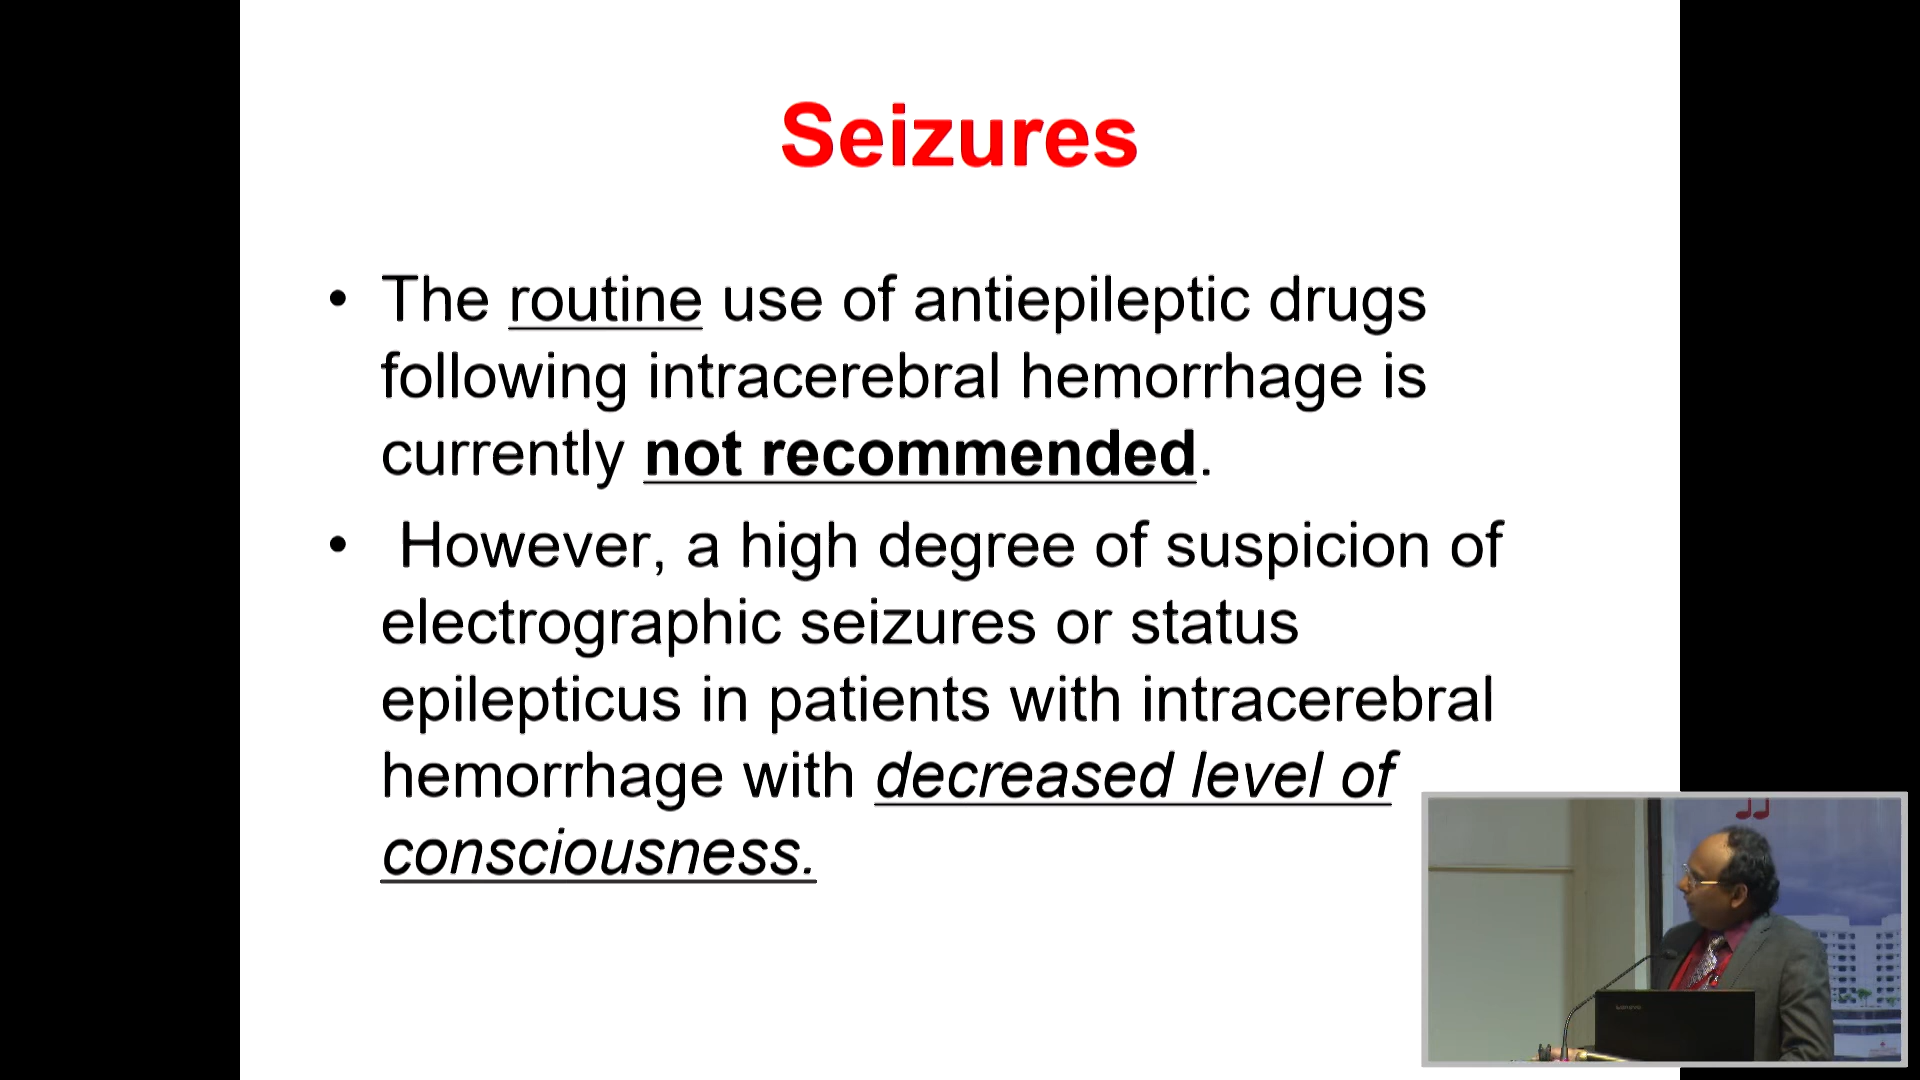 Seizures
• The routine use of antiepileptic drugs
following intracerebral hemorrhage is
currently not recommended.
• However, a high degree of suspicion of
electrographic seizures or status
epilepticus in patients with intracerebral
hemorrhage with decreased level of
consciousness.